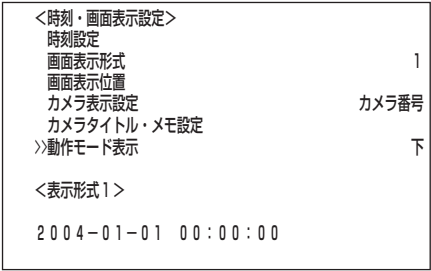 ＜時刻・画面表示設定＞
時刻設定
画面表示形式 1
画面表示位置
カメラ表示設定 カメラ番号
カメラタイトル・メモ設定
>>動作モード表示 下
＜表示形式１＞
２００４－０１－０１ ００：００：００